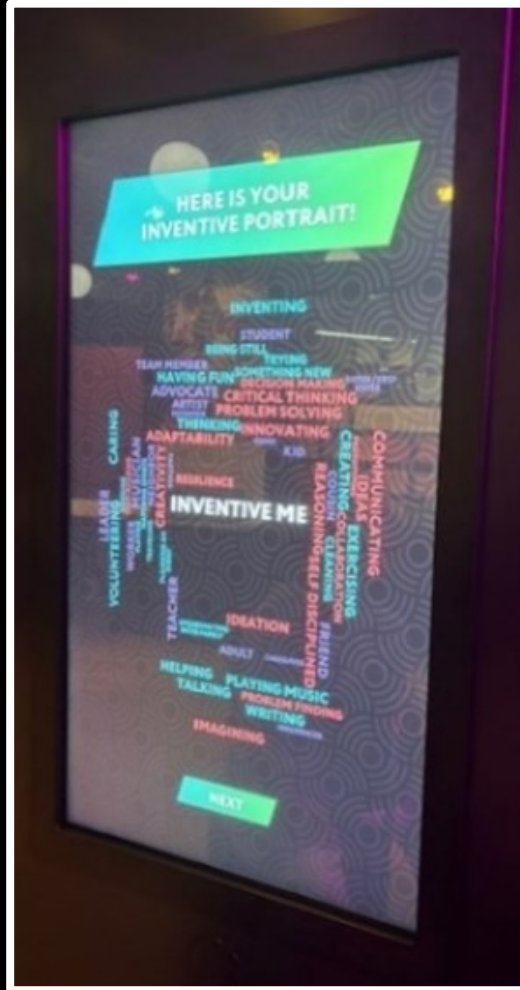 HERE IS YOUR
INVENTIVE PORTRAIT!
INVENTING
STUDENT
BEING STILL
TRYING
SOMETHING NEW
TEAM MEMBER
HAVING FUN
DECISION MAKING
ADVOCATE
CRITICAL THINKING
ARTIST
PROBLEM SOLVING
THINKING
INNOVATING
ADAPTABILITY
KID
CARING
CREATIVITY
RESILIENCE
INVENTIVE ME
LEADER
VOLUNTEERING
CREATING
IDEAS
COMMUNICATING
COUSIN
REASONING
COLLABORATION
EXERCISING
CLEANING
SELF DISCIPLINED
FRIEND
TEACHER
IDEATION
ADULT
HELPING
PLAYING MUSIC
TALKING
PROBLEM FINDING
WRITING
IMAGINING
NEXT